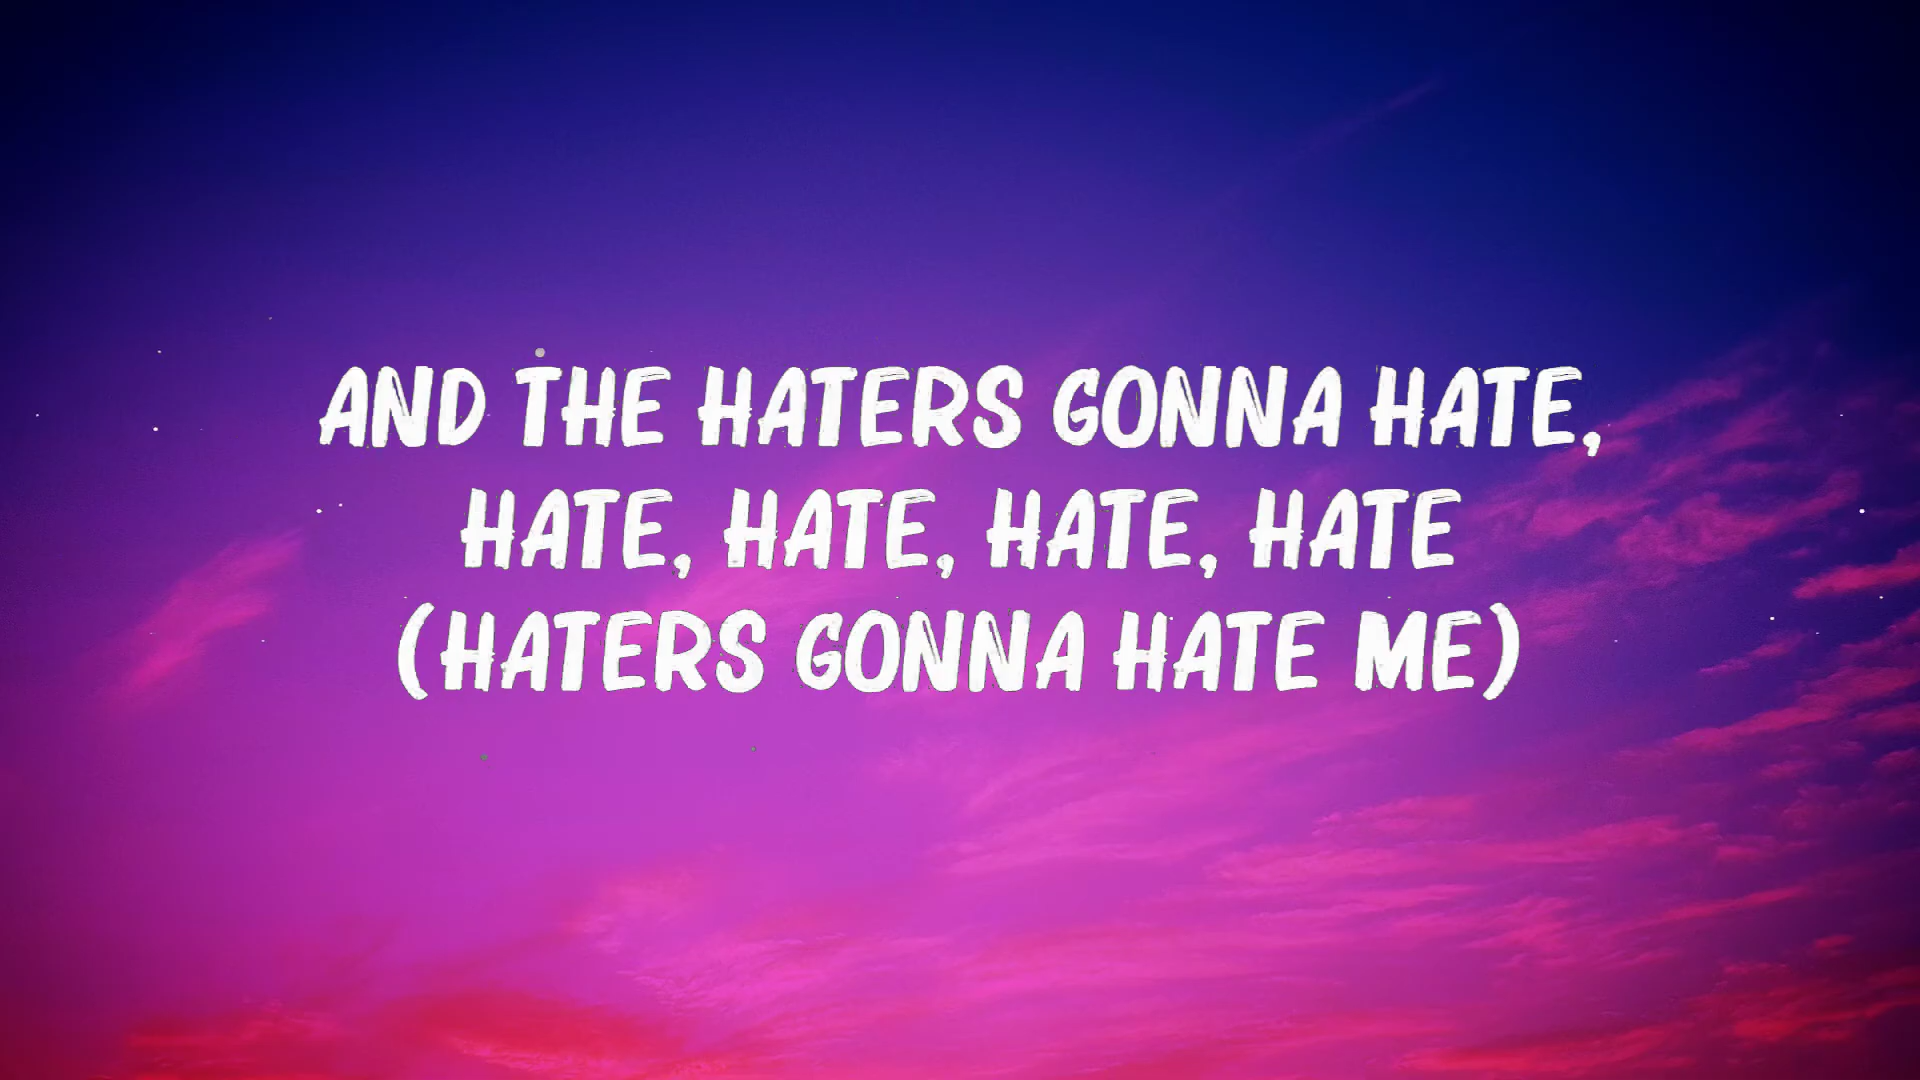 AND THE HATERS GONNA HATE,
HATE, HATE, HATE, HATE
(HATERS GONNA HATE ME)